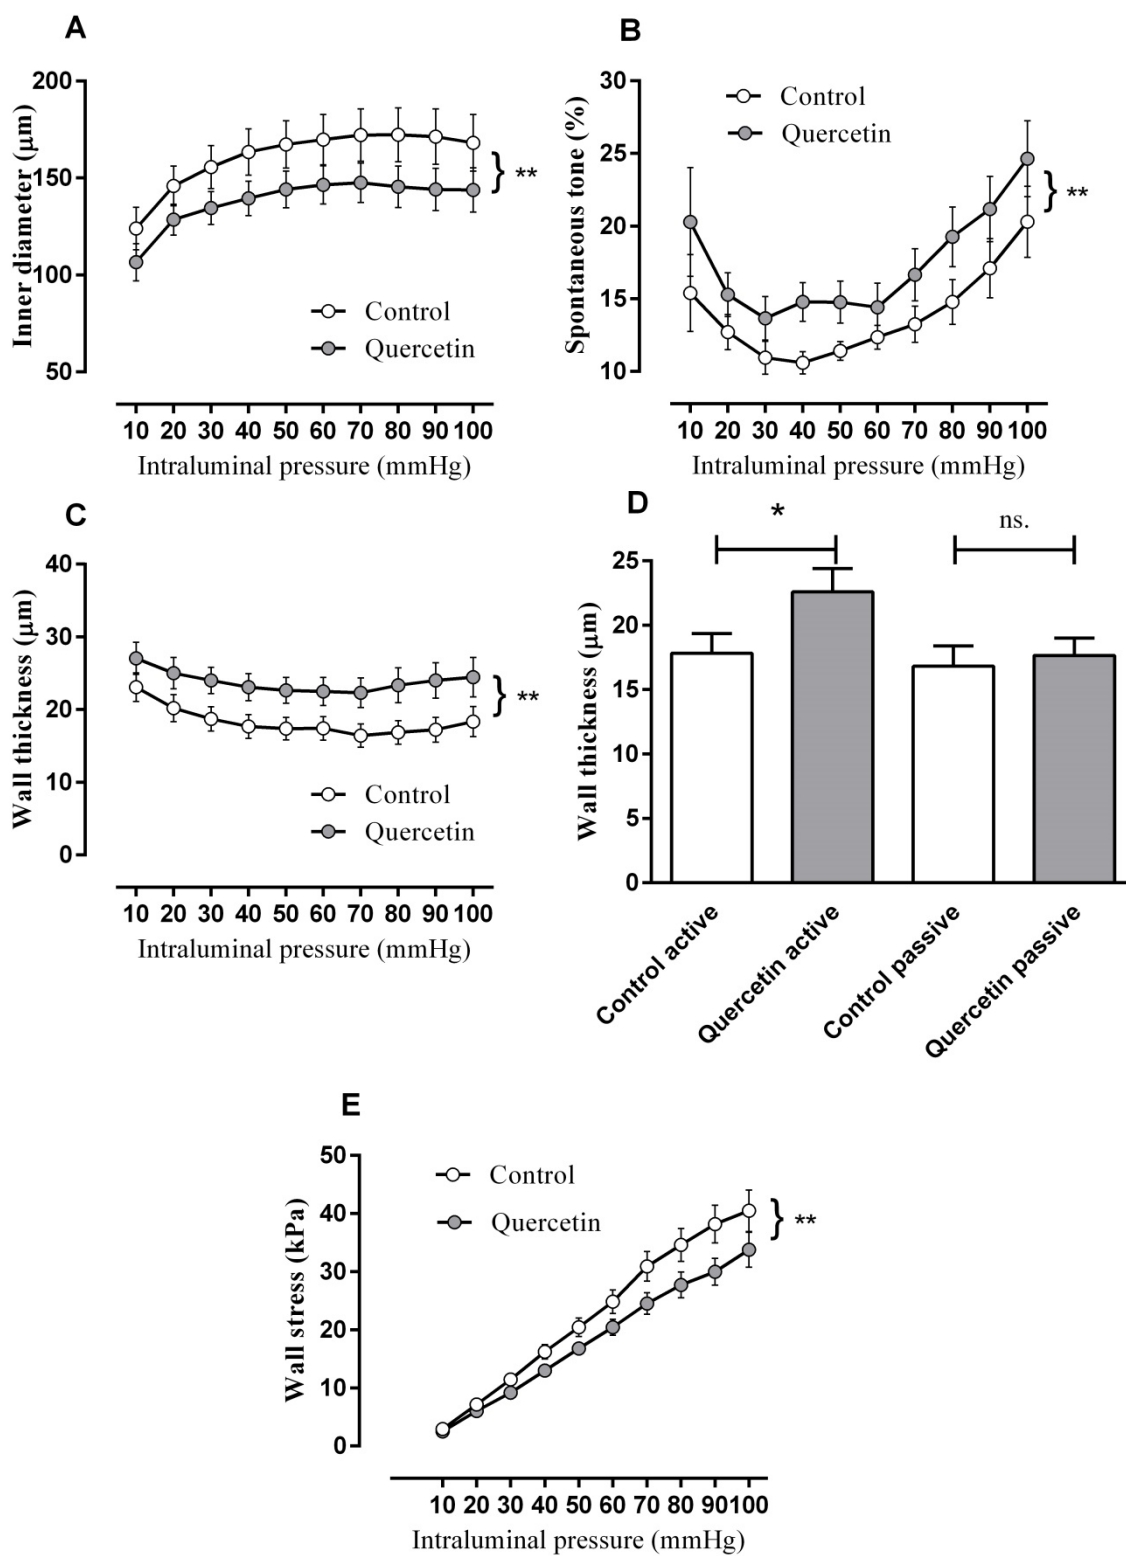 A
Inner diameter (μm)
200
150
100
50
Control
Quercetin
**
10 20 30 40 50 60 70 80 90 100
Intraluminal pressure (mmHg)
B
Spontaneous tone (%)
30
25
20
15
10
Control
Quercetin
**
10 20 30 40 50 60 70 80 90 100
Intraluminal pressure (mmHg)
C
Wall thickness (μm)
40
30
20
10
0
Control
Quercetin
**
10 20 30 40 50 60 70 80 90 100
Intraluminal pressure (mmHg)
D
Wall thickness (μm)
25
20
15
10
5
0
*
ns.
Control active
Quercetin active
Control passive
Quercetin passive
E
Wall stress (kPa)
50
40
30
20
10
0
Control
Quercetin
**
10 20 30 40 50 60 70 80 90 100
Intraluminal pressure (mmHg)